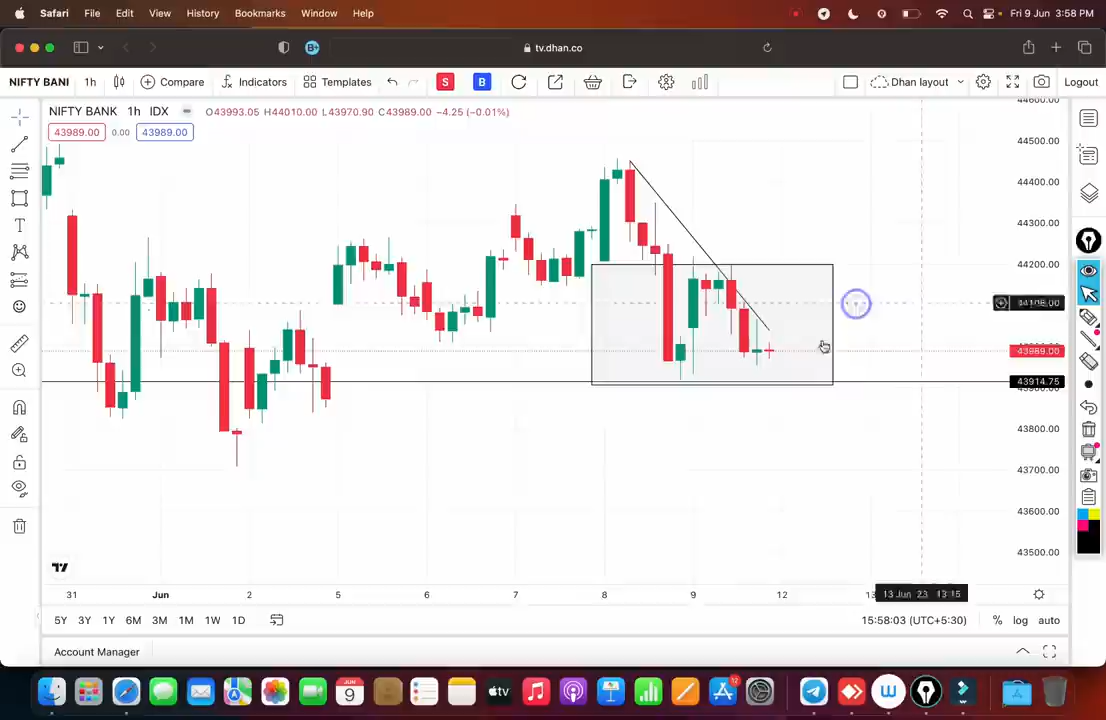 Safari File Edit View History Bookmarks Window Help Fri 9 Jun 3:58 PM
tv.dhan.co
NIFTY BANI 1h Compare Indicators Templates S B Dhan layout Logout
NIFTY BANK 1h IDX O43993.05 H44010.00 L43970.90 C43989.00 −4.25 (−0.01%)
43989.00 0.00 43989.00
44600.00
44500.00
44400.00
44300.00
44200.00
44108.00
43989.00
43914.75
43800.00
43700.00
43600.00
43500.00
31 Jun 2 5 6 7 8 9 12 13 Jun 23 13:15
5Y 3Y 1Y 6M 3M 1M 1W 1D 15:58:03 (UTC+5:30) % log auto
Account Manager
JUN
9
tv
12